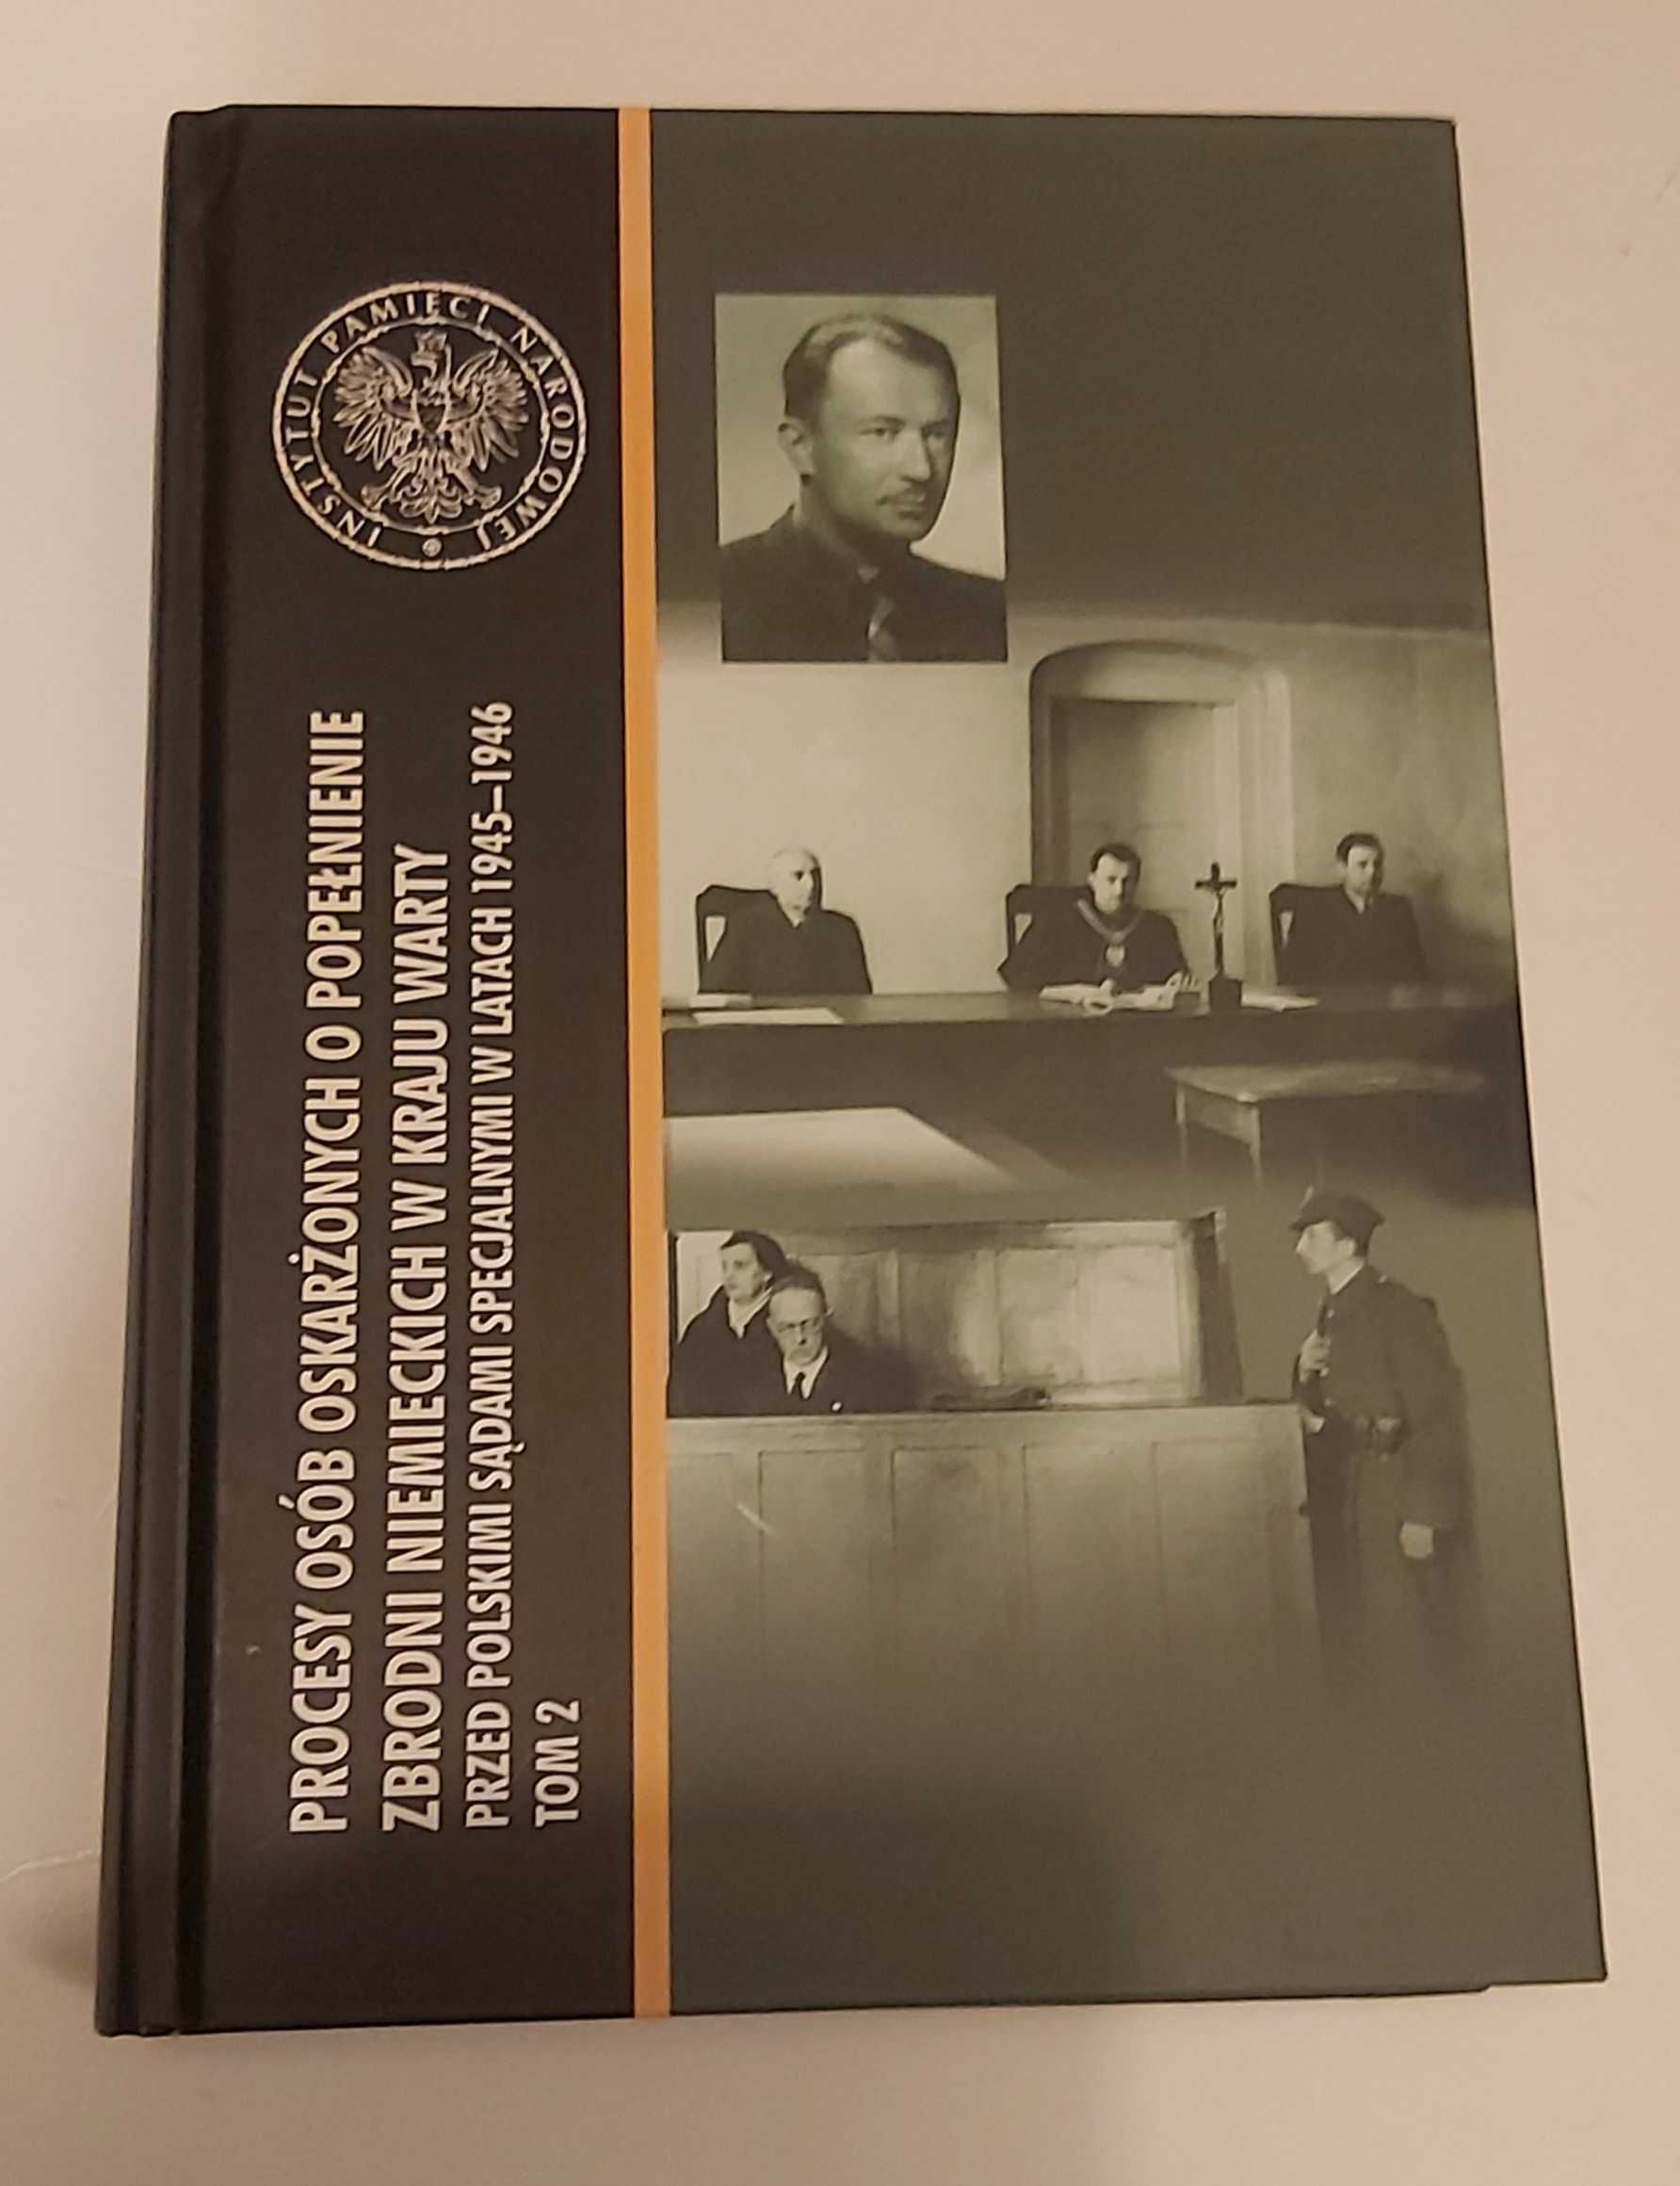 INSTYTUT PAMIĘCI NARODOWEJ
PROCESY OSÓB OSKARŻONYCH O POPEŁNIENIE
ZBRODNI NIEMIECKICH W KRAJU WARTY
PRZED POLSKIMI SĄDAMI SPECJALNYMI W LATACH 1945–1946
TOM 2